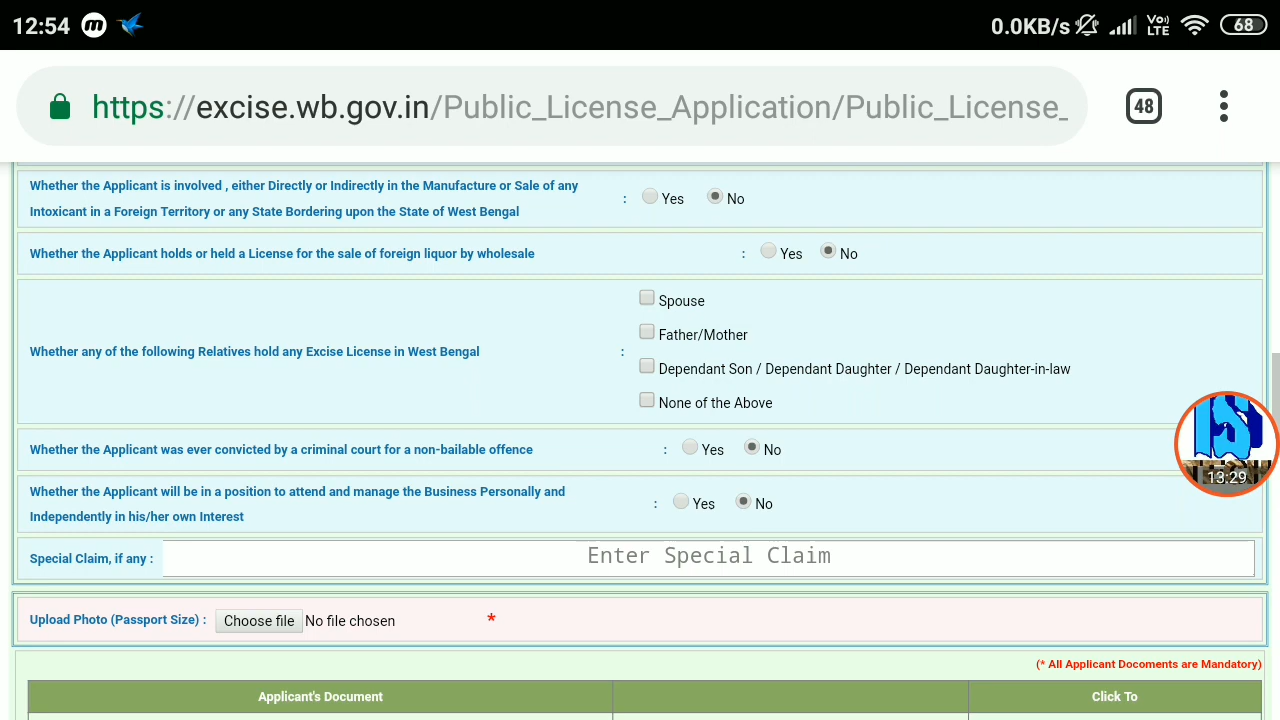 12:54 m 0.0KB/s Vo) LTE 68
https://excise.wb.gov.in/Public_License_Application/Public_License_ 48
Whether the Applicant is involved , either Directly or Indirectly in the Manufacture or Sale of any
Intoxicant in a Foreign Territory or any State Bordering upon the State of West Bengal : Yes No
Whether the Applicant holds or held a License for the sale of foreign liquor by wholesale : Yes No
Spouse
Father/Mother
Whether any of the following Relatives hold any Excise License in West Bengal :
Dependant Son / Dependant Daughter / Dependant Daughter-in-law
None of the Above
Whether the Applicant was ever convicted by a criminal court for a non-bailable offence : Yes No
Whether the Applicant will be in a position to attend and manage the Business Personally and
Independently in his/her own Interest : Yes No
13:29
Special Claim, if any : Enter Special Claim
Upload Photo (Passport Size) : Choose file No file chosen *
(* All Applicant Docoments are Mandatory)
Applicant's Document Click To